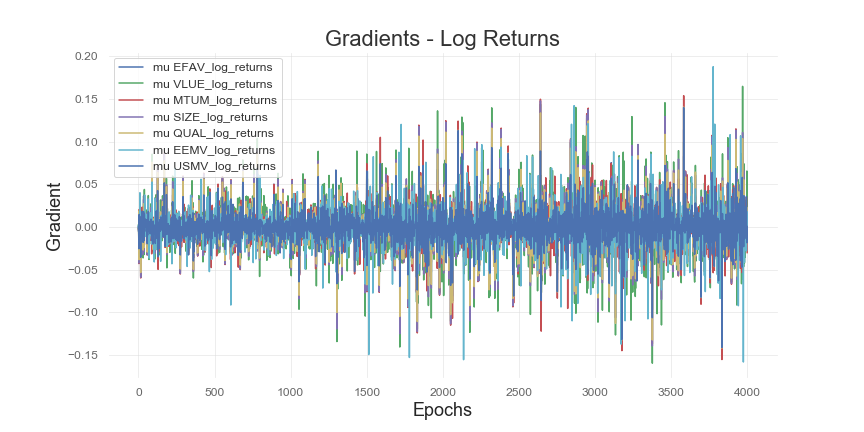 Gradients - Log Returns
mu EFAV_log_returns
mu VLUE_log_returns
mu MTUM_log_returns
mu SIZE_log_returns
mu QUAL_log_returns
mu EEMV_log_returns
mu USMV_log_returns
Gradient
0.20
0.15
0.10
0.05
0.00
−0.05
−0.10
−0.15
0 500 1000 1500 2000 2500 3000 3500 4000
Epochs